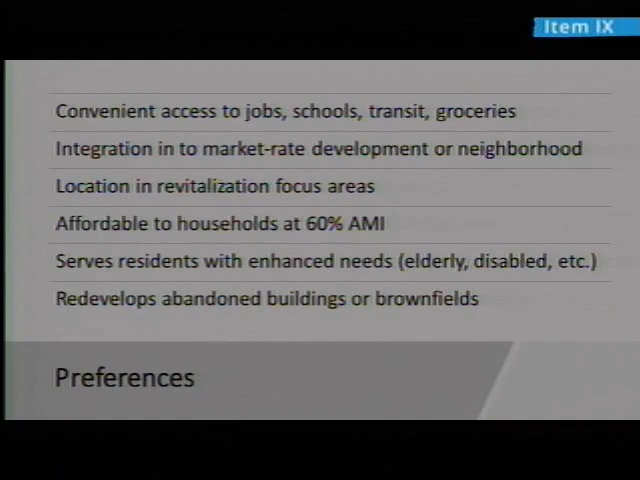 Item IX
Convenient access to jobs, schools, transit, groceries
Integration in to market-rate development or neighborhood
Location in revitalization focus areas
Affordable to households at 60% AMI
Serves residents with enhanced needs (elderly, disabled, etc.)
Redevelops abandoned buildings or brownfields
Preferences